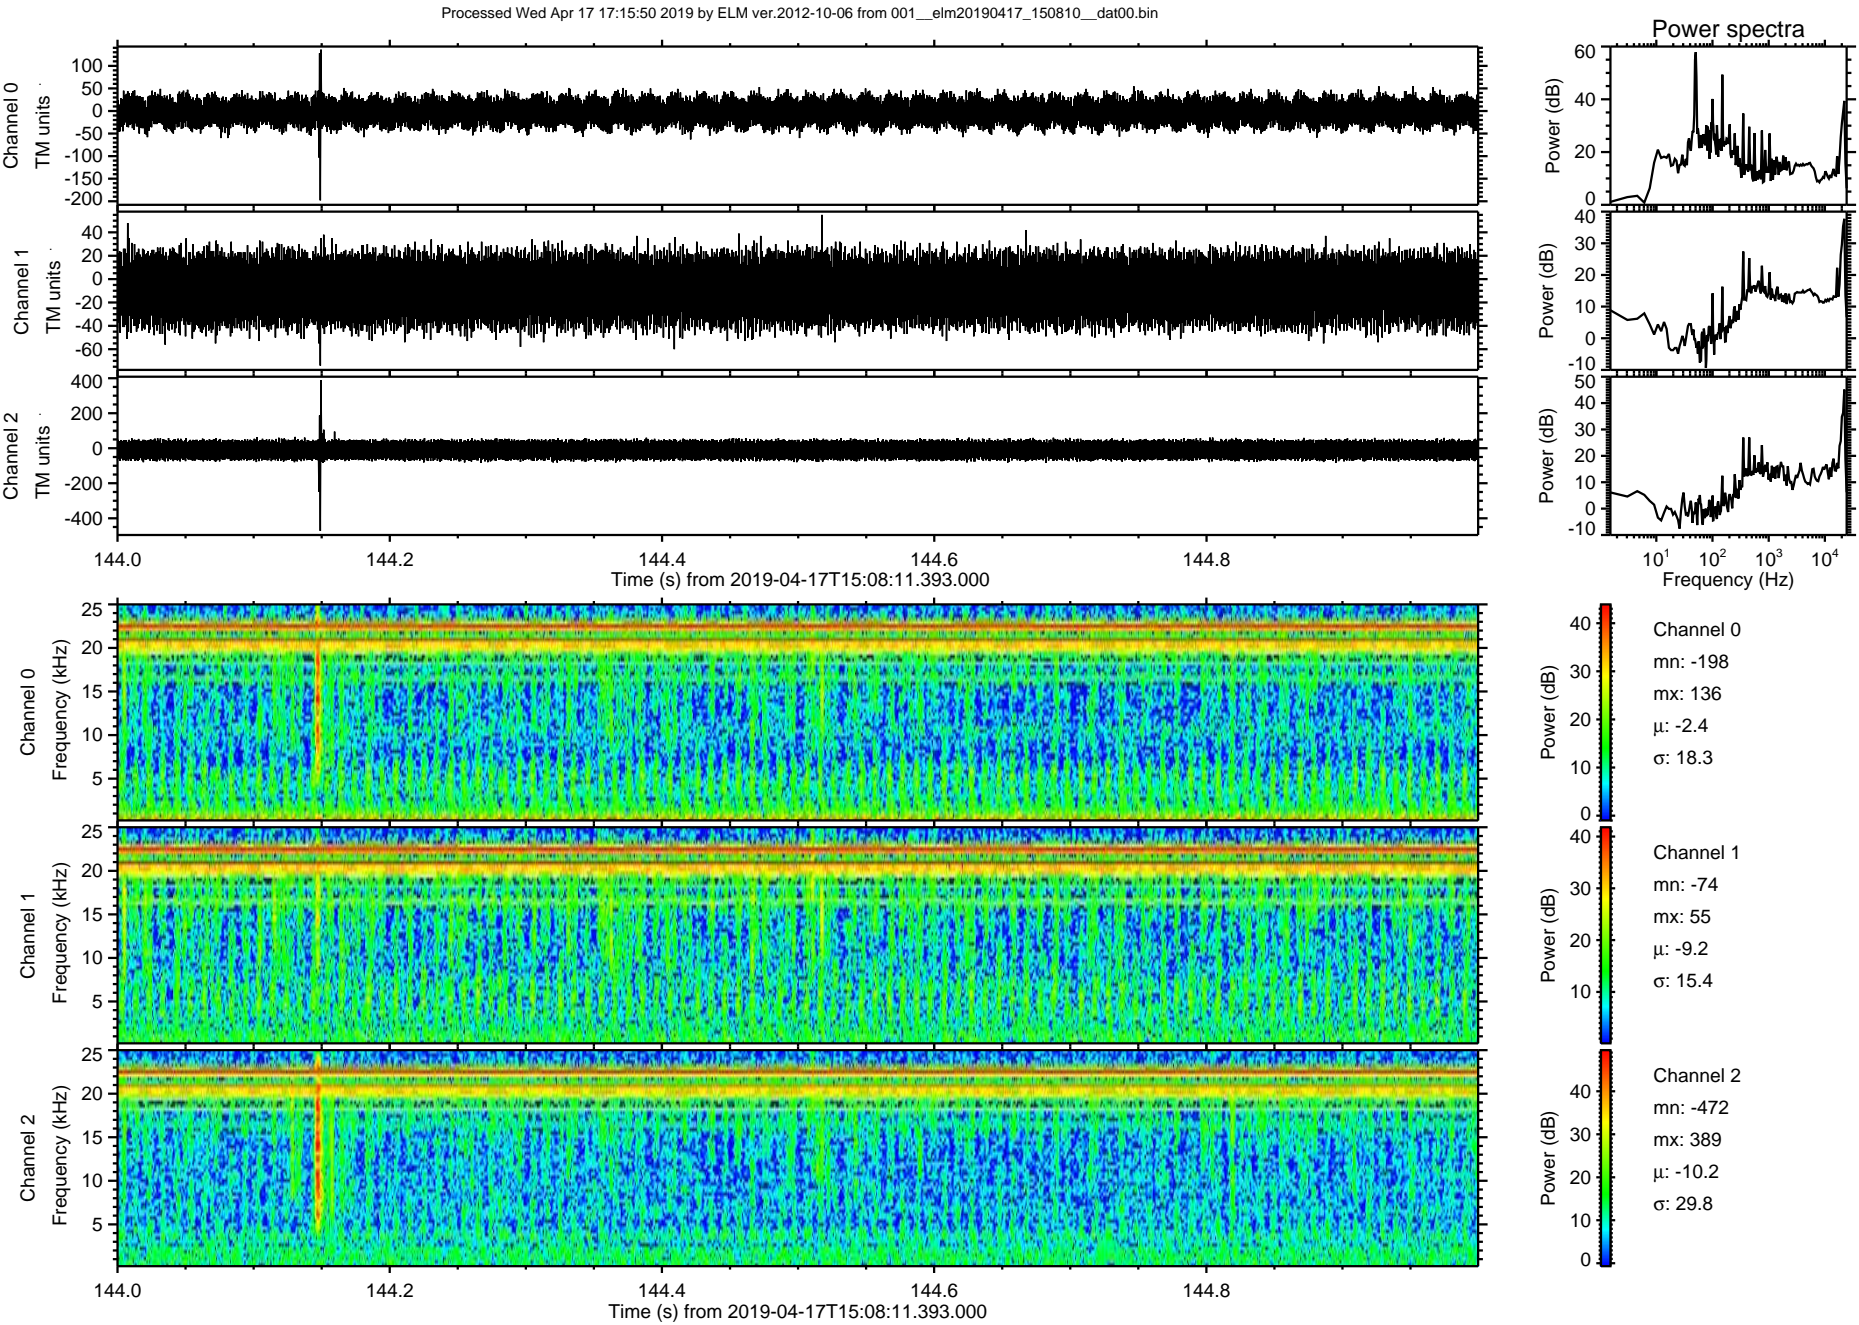 Processed Wed Apr 17 17:15:50 2019 by ELM ver.2012-10-06 from 001__elm20190417_150810__dat00.bin
Power spectra
Channel 0
TM units
100
50
0
-50
-100
-150
-200
Power (dB)
60
40
20
0
Channel 1
TM units
40
20
0
-20
-40
-60
Power (dB)
40
30
20
10
0
-10
Channel 2
TM units
400
200
0
-200
-400
Power (dB)
50
40
30
20
10
0
-10
144.0 144.2 144.4 144.6 144.8
Time (s) from 2019-04-17T15:08:11.393.000
10^1 10^2 10^3 10^4
Frequency (Hz)
Channel 0
Frequency (kHz)
25
20
15
10
5
Power (dB)
40
30
20
10
0
Channel 0
mn: -198
mx: 136
μ: -2.4
σ: 18.3
Channel 1
Frequency (kHz)
25
20
15
10
5
Power (dB)
40
30
20
10
Channel 1
mn: -74
mx: 55
μ: -9.2
σ: 15.4
Channel 2
Frequency (kHz)
25
20
15
10
5
Power (dB)
40
30
20
10
0
Channel 2
mn: -472
mx: 389
μ: -10.2
σ: 29.8
144.0 144.2 144.4 144.6 144.8
Time (s) from 2019-04-17T15:08:11.393.000